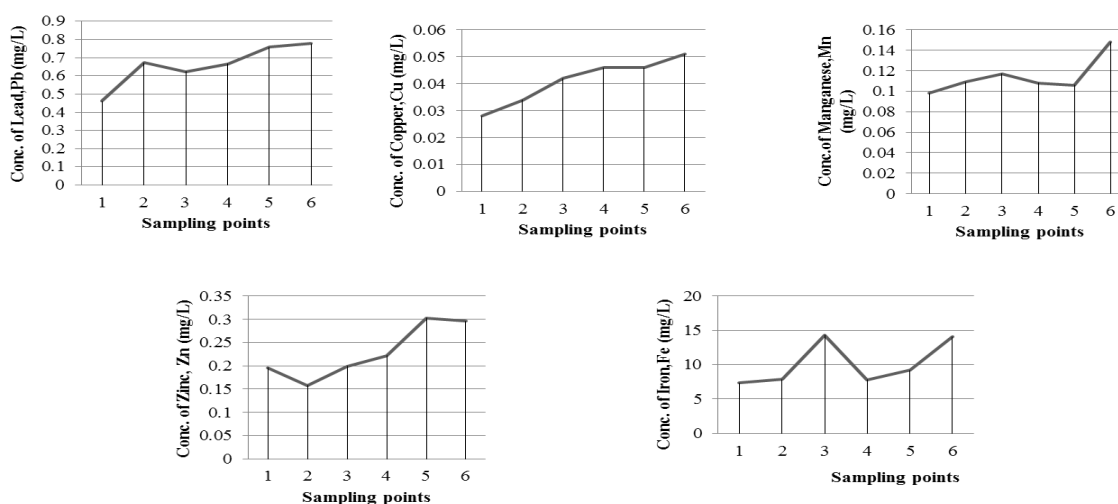 Conc. of Lead,Pb (mg/L)
0.9
0.8
0.7
0.6
0.5
0.4
0.3
0.2
0.1
0
1 2 3 4 5 6
Sampling points
Conc. of Copper,Cu (mg/L)
0.06
0.05
0.04
0.03
0.02
0.01
0
1 2 3 4 5 6
Sampling points
Conc.of Manganese,Mn
(mg/L)
0.16
0.14
0.12
0.1
0.08
0.06
0.04
0.02
0
1 2 3 4 5 6
Sampling points
Conc. of Zinc, Zn (mg/L)
0.35
0.3
0.25
0.2
0.15
0.1
0.05
0
1 2 3 4 5 6
Sampling points
Conc. of Iron,Fe (mg/L)
20
15
10
5
0
1 2 3 4 5 6
Sampling points